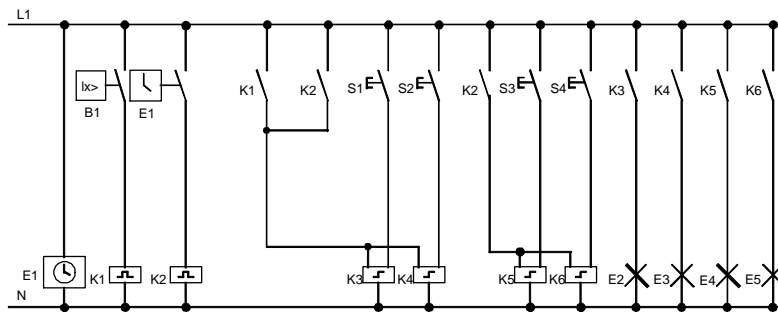 L1
K1 K2 S1 S2 K2 S3 S4 K3 K4 K5 K6
Ix> B1 E1
E1 K1 K2 K3 K4 K5 K6 E2 E3 E4 E5
N